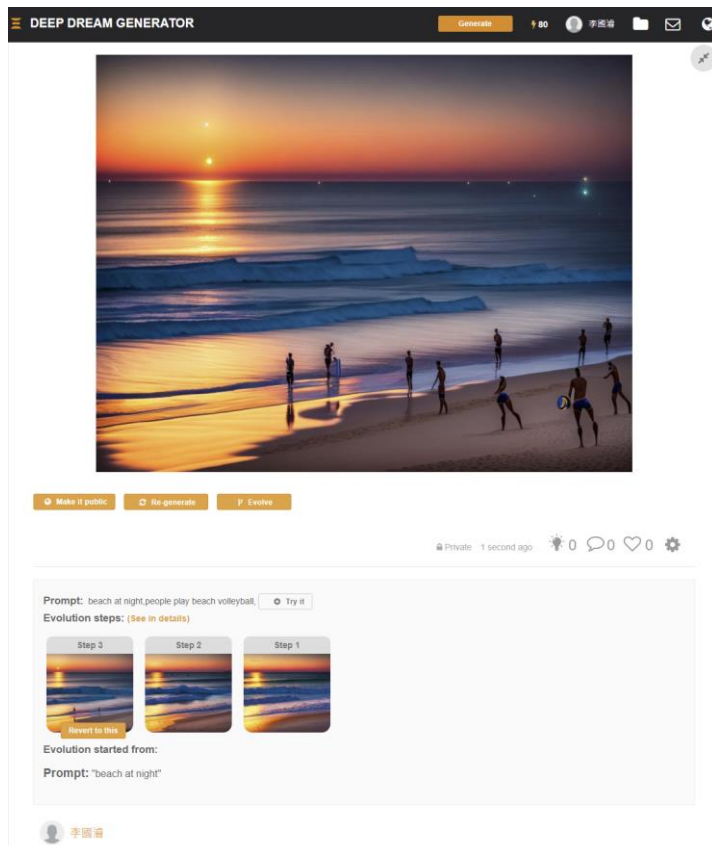 DEEP DREAM GENERATOR
Generate
80
李國濬
Make it public
Re-generate
Evolve
Private 1 second ago
0 0 0
Prompt: beach at night,people play beach volleyball,
Try it
Evolution steps: (See in details)
Step 3 Step 2 Step 1
Revert to this
Evolution started from:
Prompt: "beach at night"
李國濬